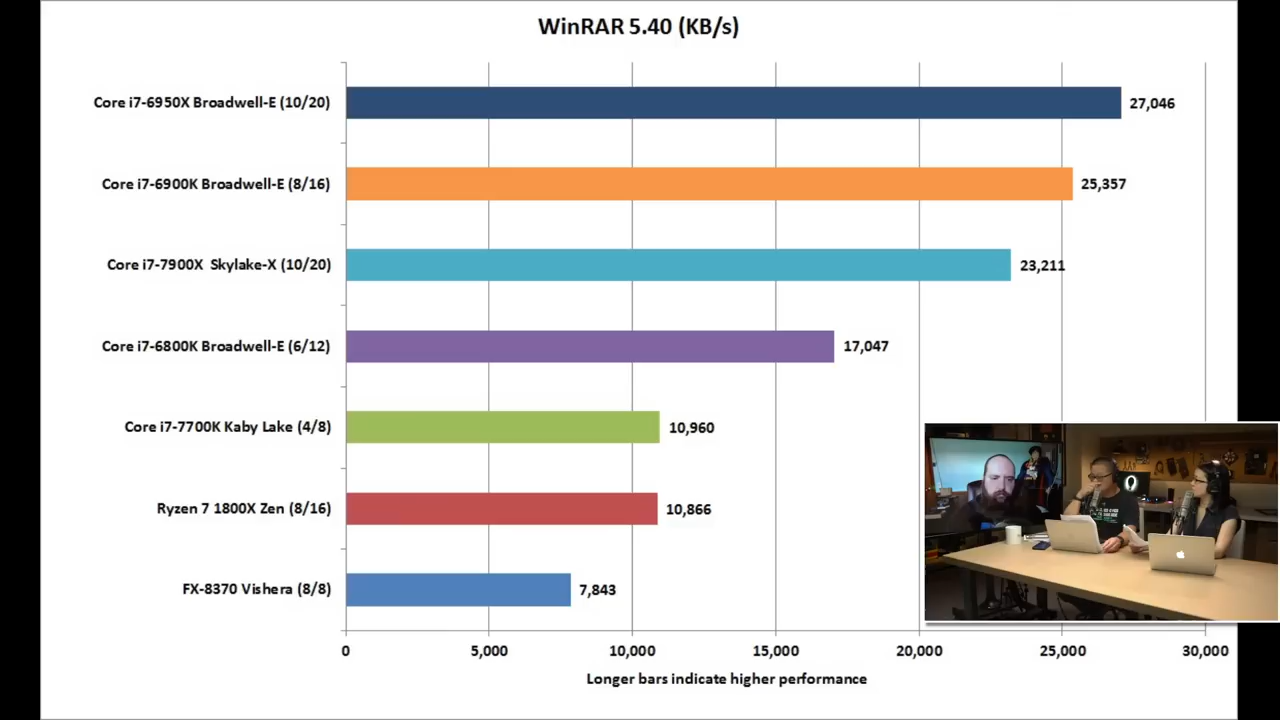 WinRAR 5.40 (KB/s)
Core i7-6950X Broadwell-E (10/20)
27,046
Core i7-6900K Broadwell-E (8/16)
25,357
Core i7-7900X Skylake-X (10/20)
23,211
Core i7-6800K Broadwell-E (6/12)
17,047
Core i7-7700K Kaby Lake (4/8)
10,960
Ryzen 7 1800X Zen (8/16)
10,866
FX-8370 Vishera (8/8)
7,843
0 5,000 10,000 15,000 20,000 25,000 30,000
Longer bars indicate higher performance